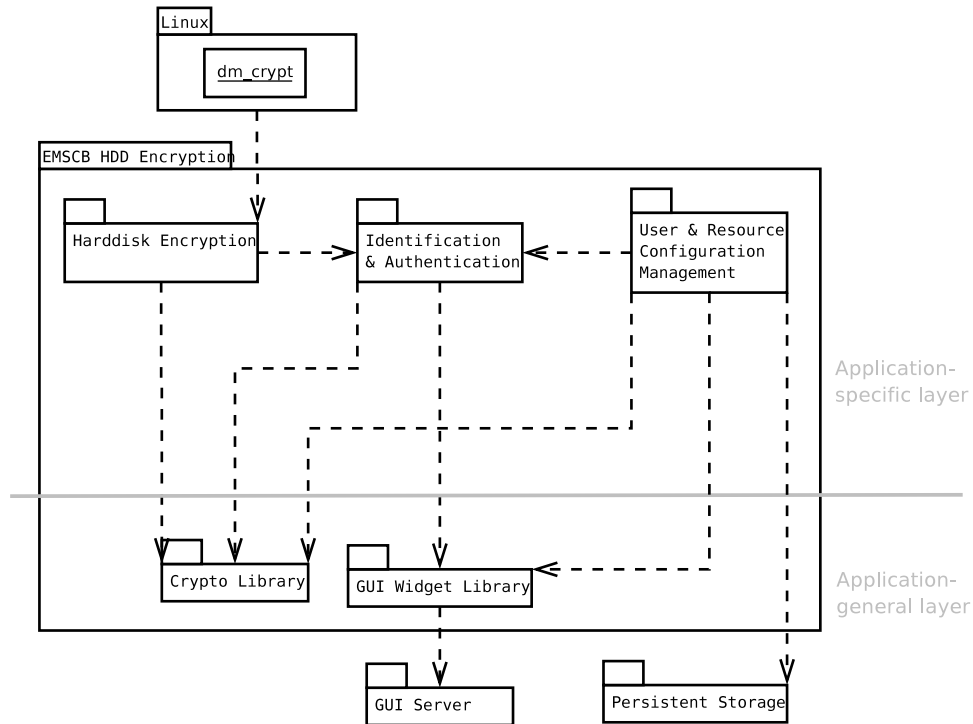 Linux
dm_crypt
EMSCB HDD Encryption
Harddisk Encryption
Identification
& Authentication
User & Resource
Configuration
Management
Application-
specific layer
Crypto Library
GUI Widget Library
Application-
general layer
GUI Server
Persistent Storage